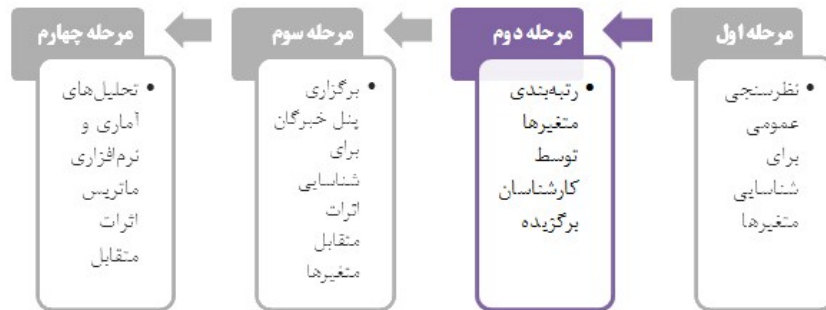 مرحله اول
• نظرسنجی
عمومی
برای
شناسایی
متغیرها
مرحله دوم
• رتبه‌بندی
متغیرها
توسط
کارشناسان
برگزیده
مرحله سوم
• برگزاری
پنل خبرگان
برای
شناسایی
اثرات
متقابل
متغیرها
مرحله چهارم
• تحلیل‌های
آماری و
نرم‌افزاری
ماتریس
اثرات
متقابل